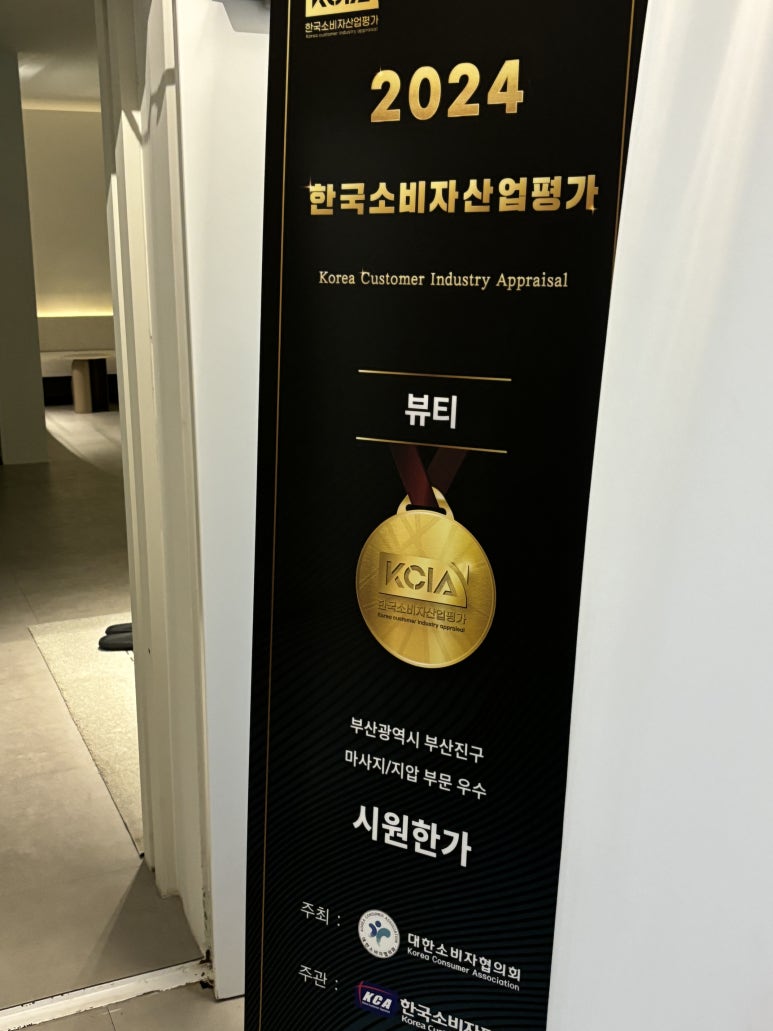 KCIA
한국소비자산업평가
Korea customer industry appraisal
2024
한국소비자산업평가
Korea Customer Industry Appraisal
뷰티
KCIA
한국소비자산업평가
Korea customer industry appraisal
부산광역시 부산진구
마사지/지압 부문 우수
시원한가
주최 :
대한소비자협의회
Korea Consumer Association
주관 :
KCA
한국소비자
Korea